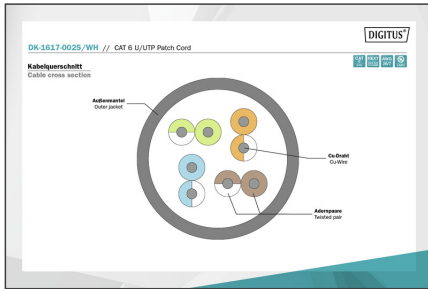 DIGITUS®
DK-1617-0025/WH // CAT 6 U/UTP Patch Cord
Kabelquerschnitt
Cable cross section
Außenmantel
Outer jacket
Cu-Draht
Cu-Wire
Adernpaare
Twisted pair